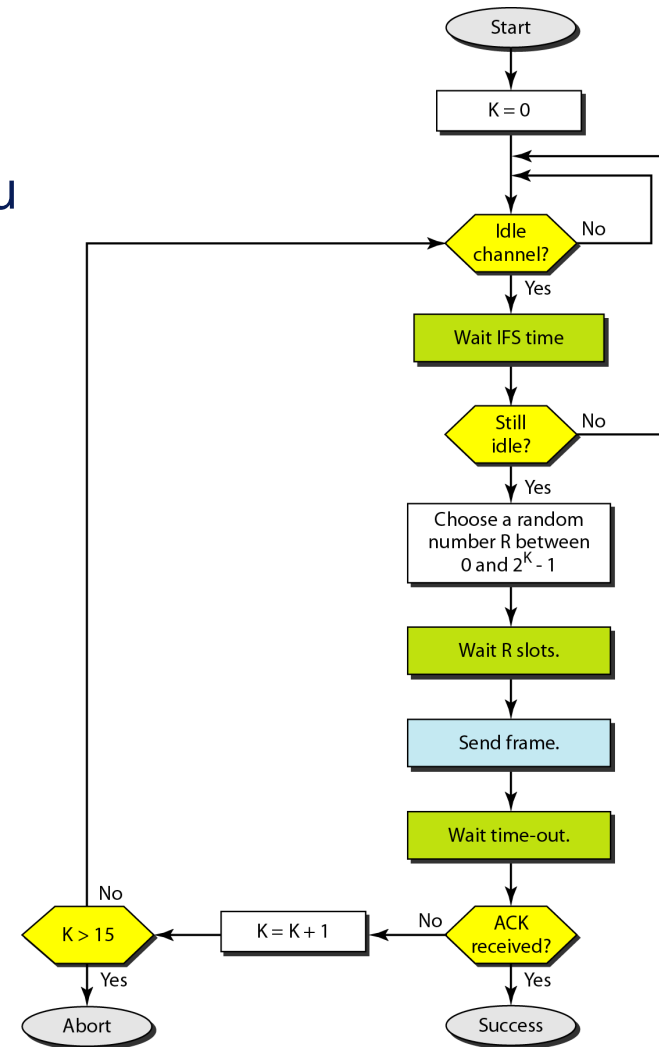 Start
K = 0
Idle
channel?
No
Yes
Wait IFS time
Still
idle?
No
Yes
Choose a random
number R between
0 and 2^K - 1
Wait R slots.
Send frame.
Wait time-out.
ACK
received?
No
Yes
K = K + 1
K > 15
No
Yes
Abort
Success